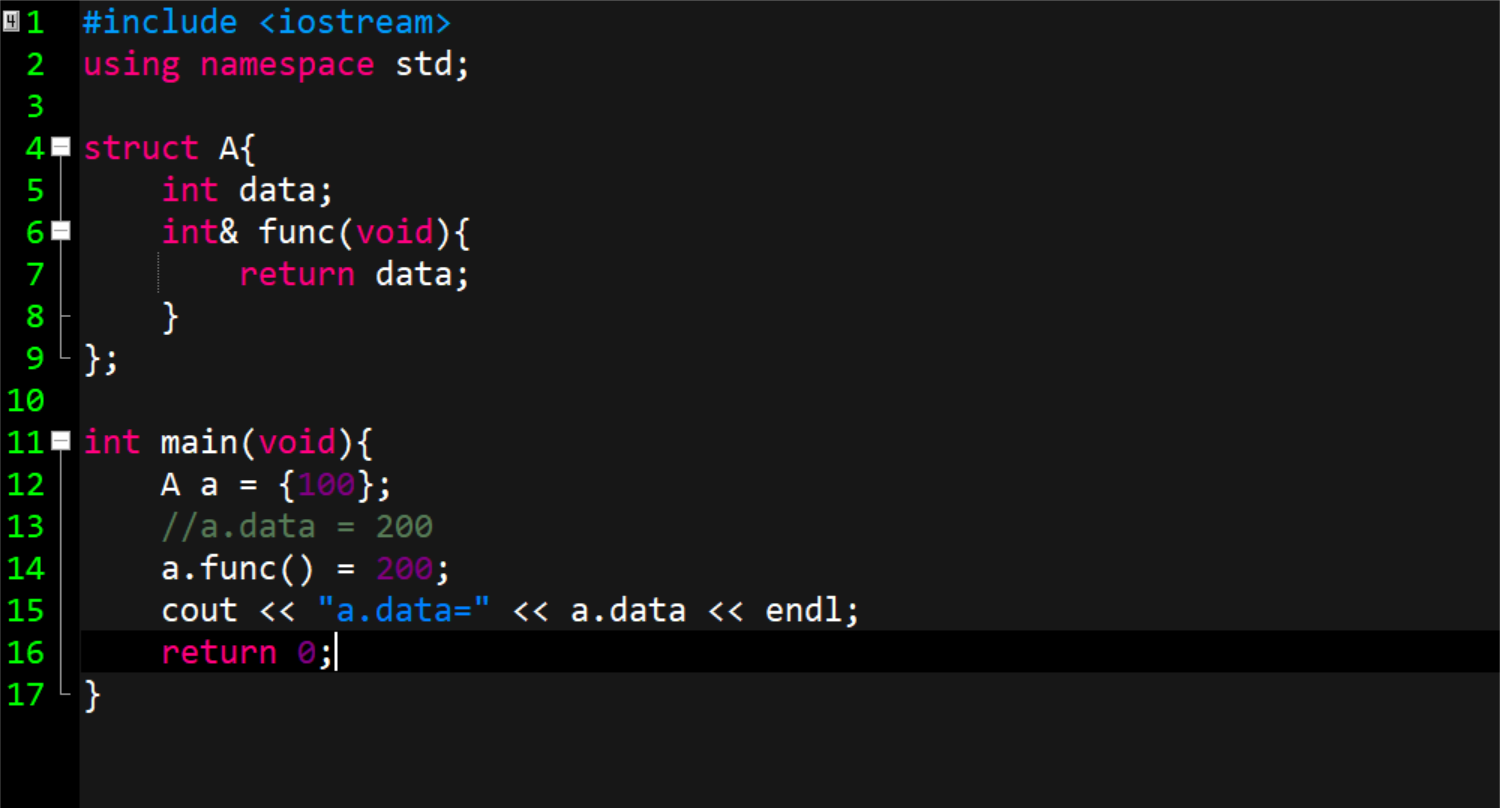 1 #include <iostream>
2 using namespace std;
3
4 struct A{
5     int data;
6     int& func(void){
7         return data;
8     }
9 };
10
11 int main(void){
12     A a = {100};
13     //a.data = 200
14     a.func() = 200;
15     cout << "a.data=" << a.data << endl;
16     return 0;
17 }